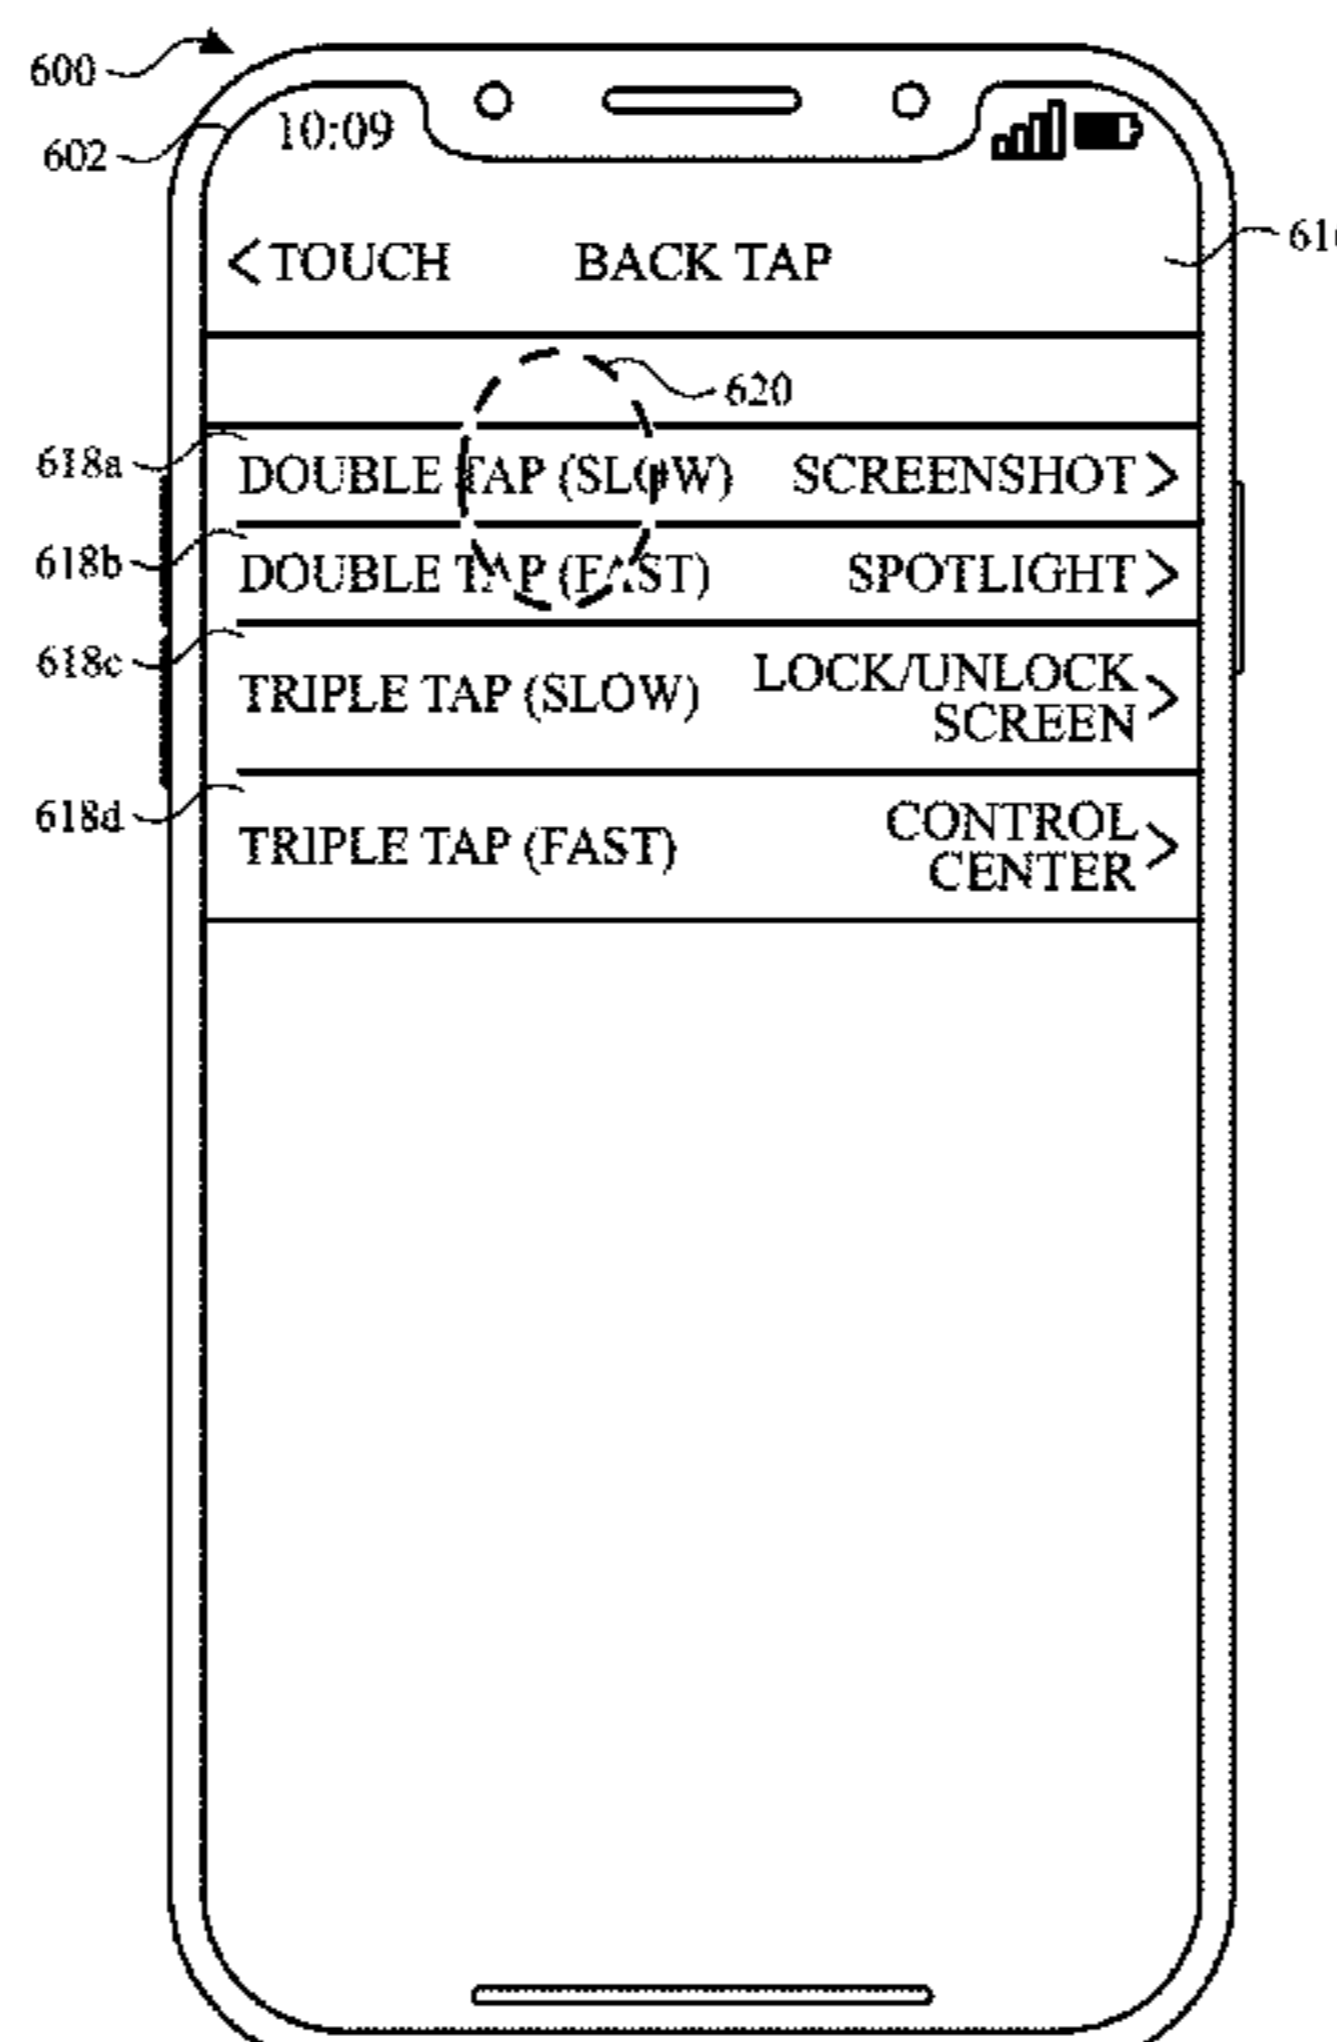 600
602
10:09
< TOUCH BACK TAP
620
618a DOUBLE TAP (SLOW) SCREENSHOT >
618b DOUBLE TAP (FAST) SPOTLIGHT >
618c TRIPLE TAP (SLOW) LOCK/UNLOCK
SCREEN >
618d TRIPLE TAP (FAST) CONTROL
CENTER >